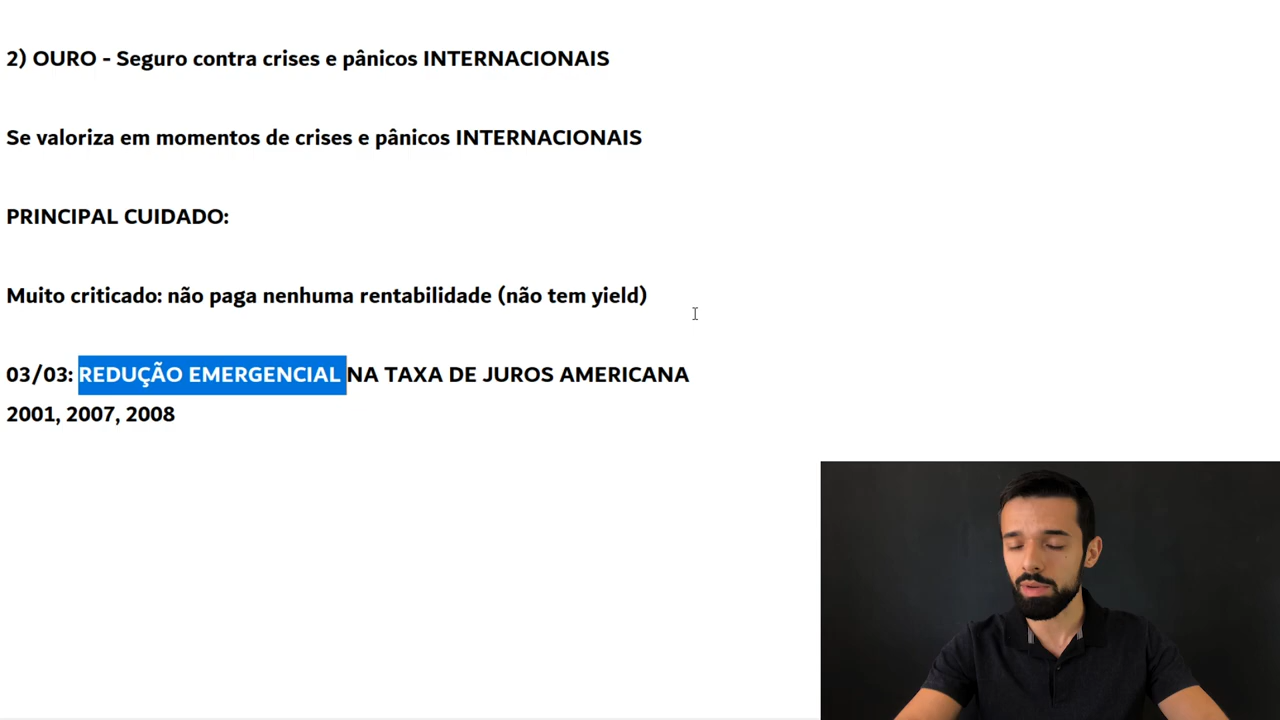 2) OURO - Seguro contra crises e pânicos INTERNACIONAIS
Se valoriza em momentos de crises e pânicos INTERNACIONAIS
PRINCIPAL CUIDADO:
Muito criticado: não paga nenhuma rentabilidade (não tem yield)
03/03: REDUÇÃO EMERGENCIAL NA TAXA DE JUROS AMERICANA
2001, 2007, 2008